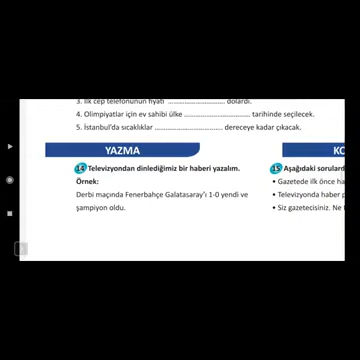 3. İlk cep telefonunun fiyatı ............................ dolardı.
4. Olimpiyatlar için ev sahibi ülke ................................. tarihinde seçilecek.
5. İstanbul'da sıcaklıklar .................................. dereceye kadar çıkacak.
YAZMA
14 Televizyondan dinlediğimiz bir haberi yazalım.
Örnek:
Derbi maçında Fenerbahçe Galatasaray'ı 1-0 yendi ve
şampiyon oldu.
KO
15 Aşağıdaki sorulard
• Gazetede ilk önce ha
• Televizyonda haber p
• Siz gazetecisiniz. Ne t